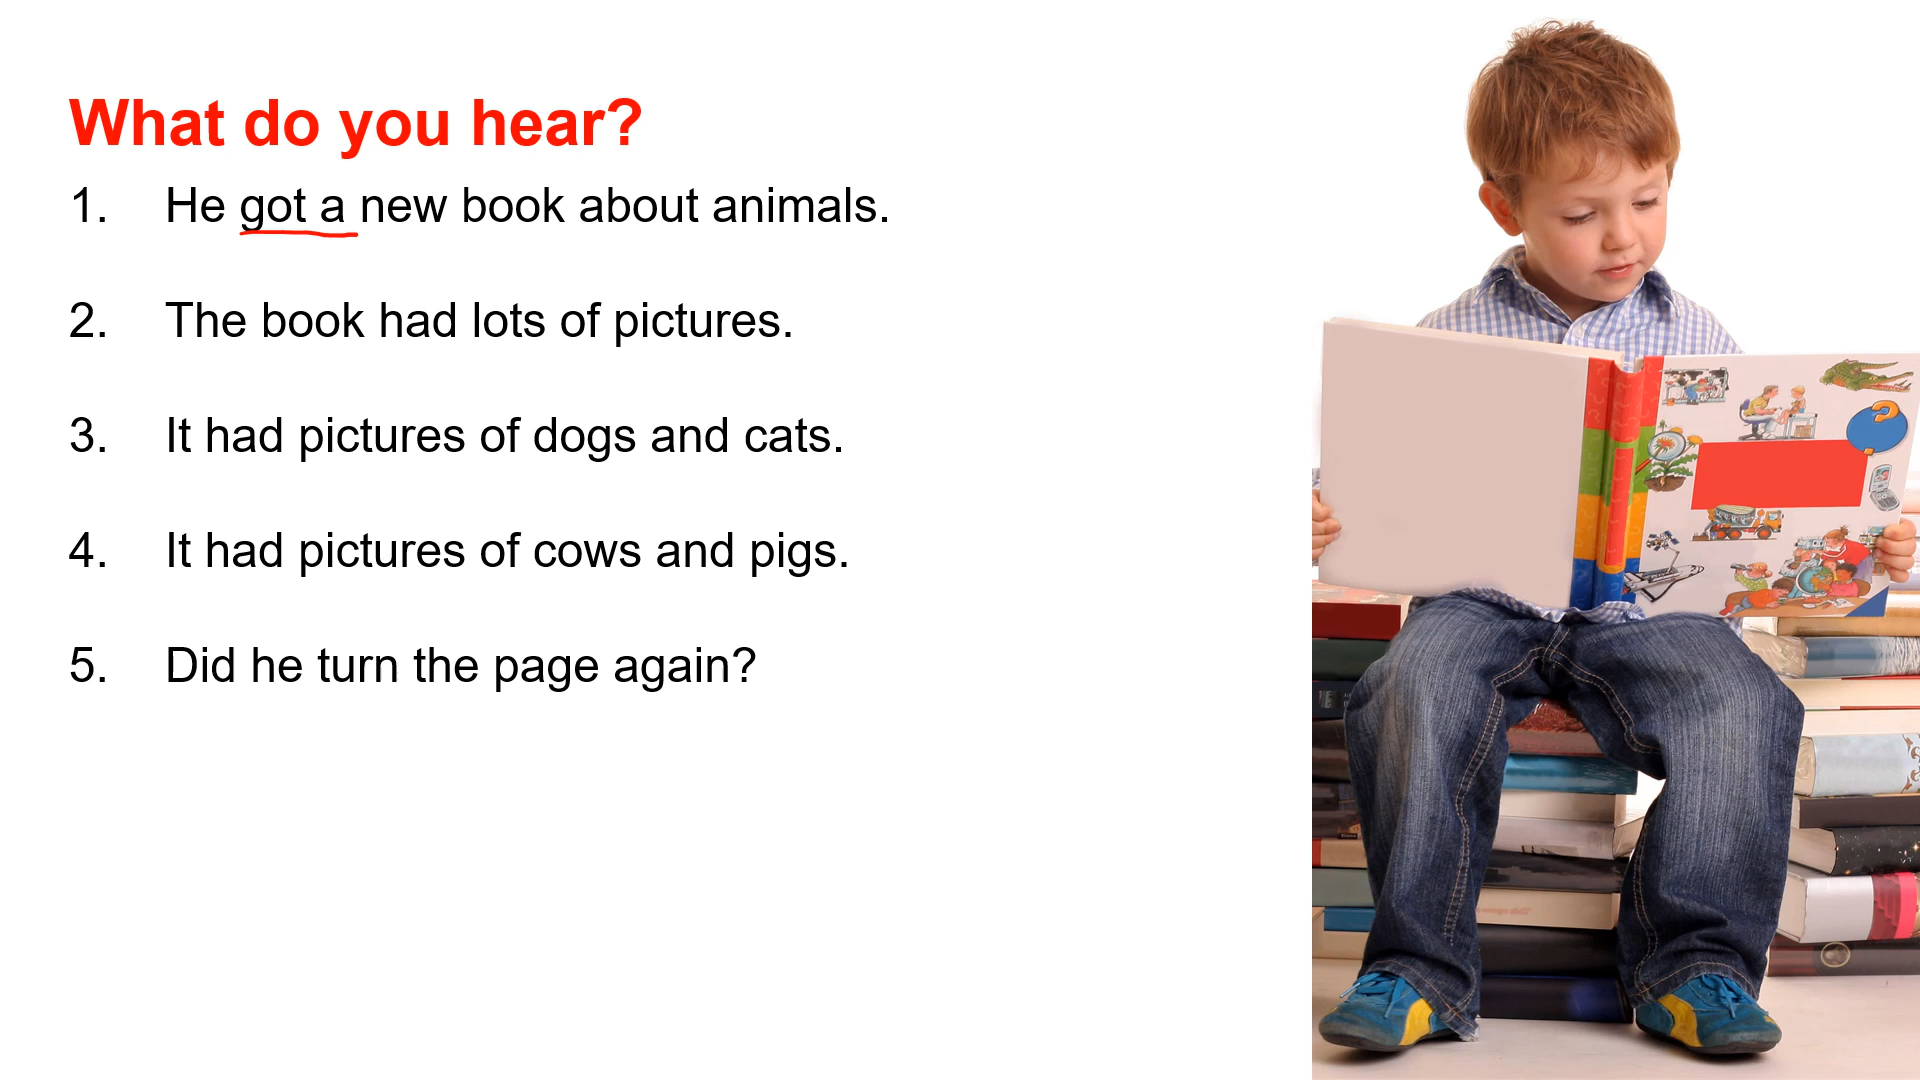 What do you hear?
1. He got a new book about animals.
2. The book had lots of pictures.
3. It had pictures of dogs and cats.
4. It had pictures of cows and pigs.
5. Did he turn the page again?
?